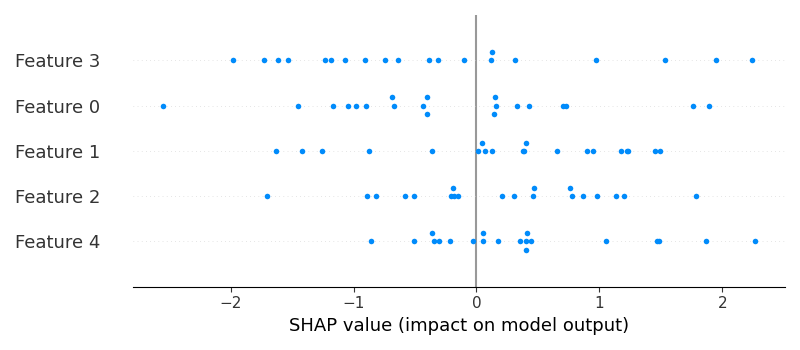 Feature 3
Feature 0
Feature 1
Feature 2
Feature 4
−2 −1 0 1 2
SHAP value (impact on model output)